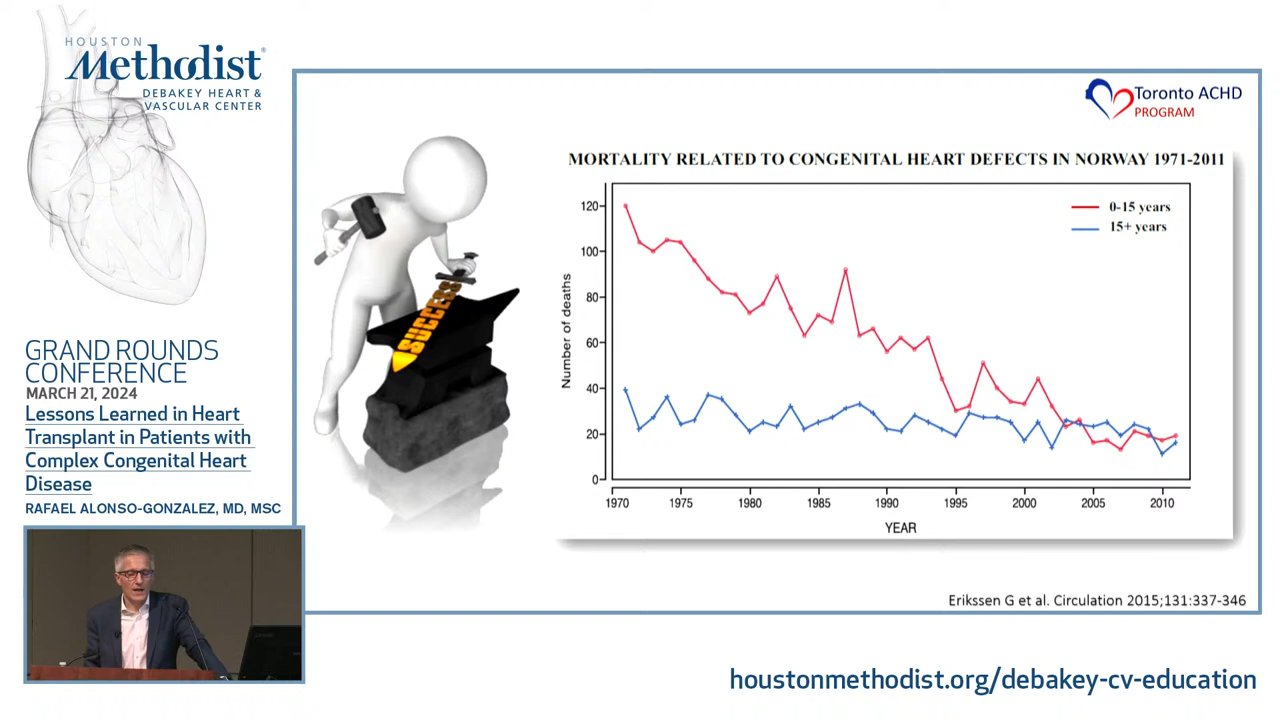 HOUSTON
Methodist®
DEBAKEY HEART &
VASCULAR CENTER
GRAND ROUNDS
CONFERENCE
MARCH 21, 2024
Lessons Learned in Heart
Transplant in Patients with
Complex Congenital Heart
Disease
RAFAEL ALONSO-GONZALEZ, MD, MSC
Toronto ACHD
PROGRAM
SUCCESS
MORTALITY RELATED TO CONGENITAL HEART DEFECTS IN NORWAY 1971-2011
0-15 years
15+ years
Number of deaths
120
100
80
60
40
20
0
1970 1975 1980 1985 1990 1995 2000 2005 2010
YEAR
Erikssen G et al. Circulation 2015;131:337-346
houstonmethodist.org/debakey-cv-education